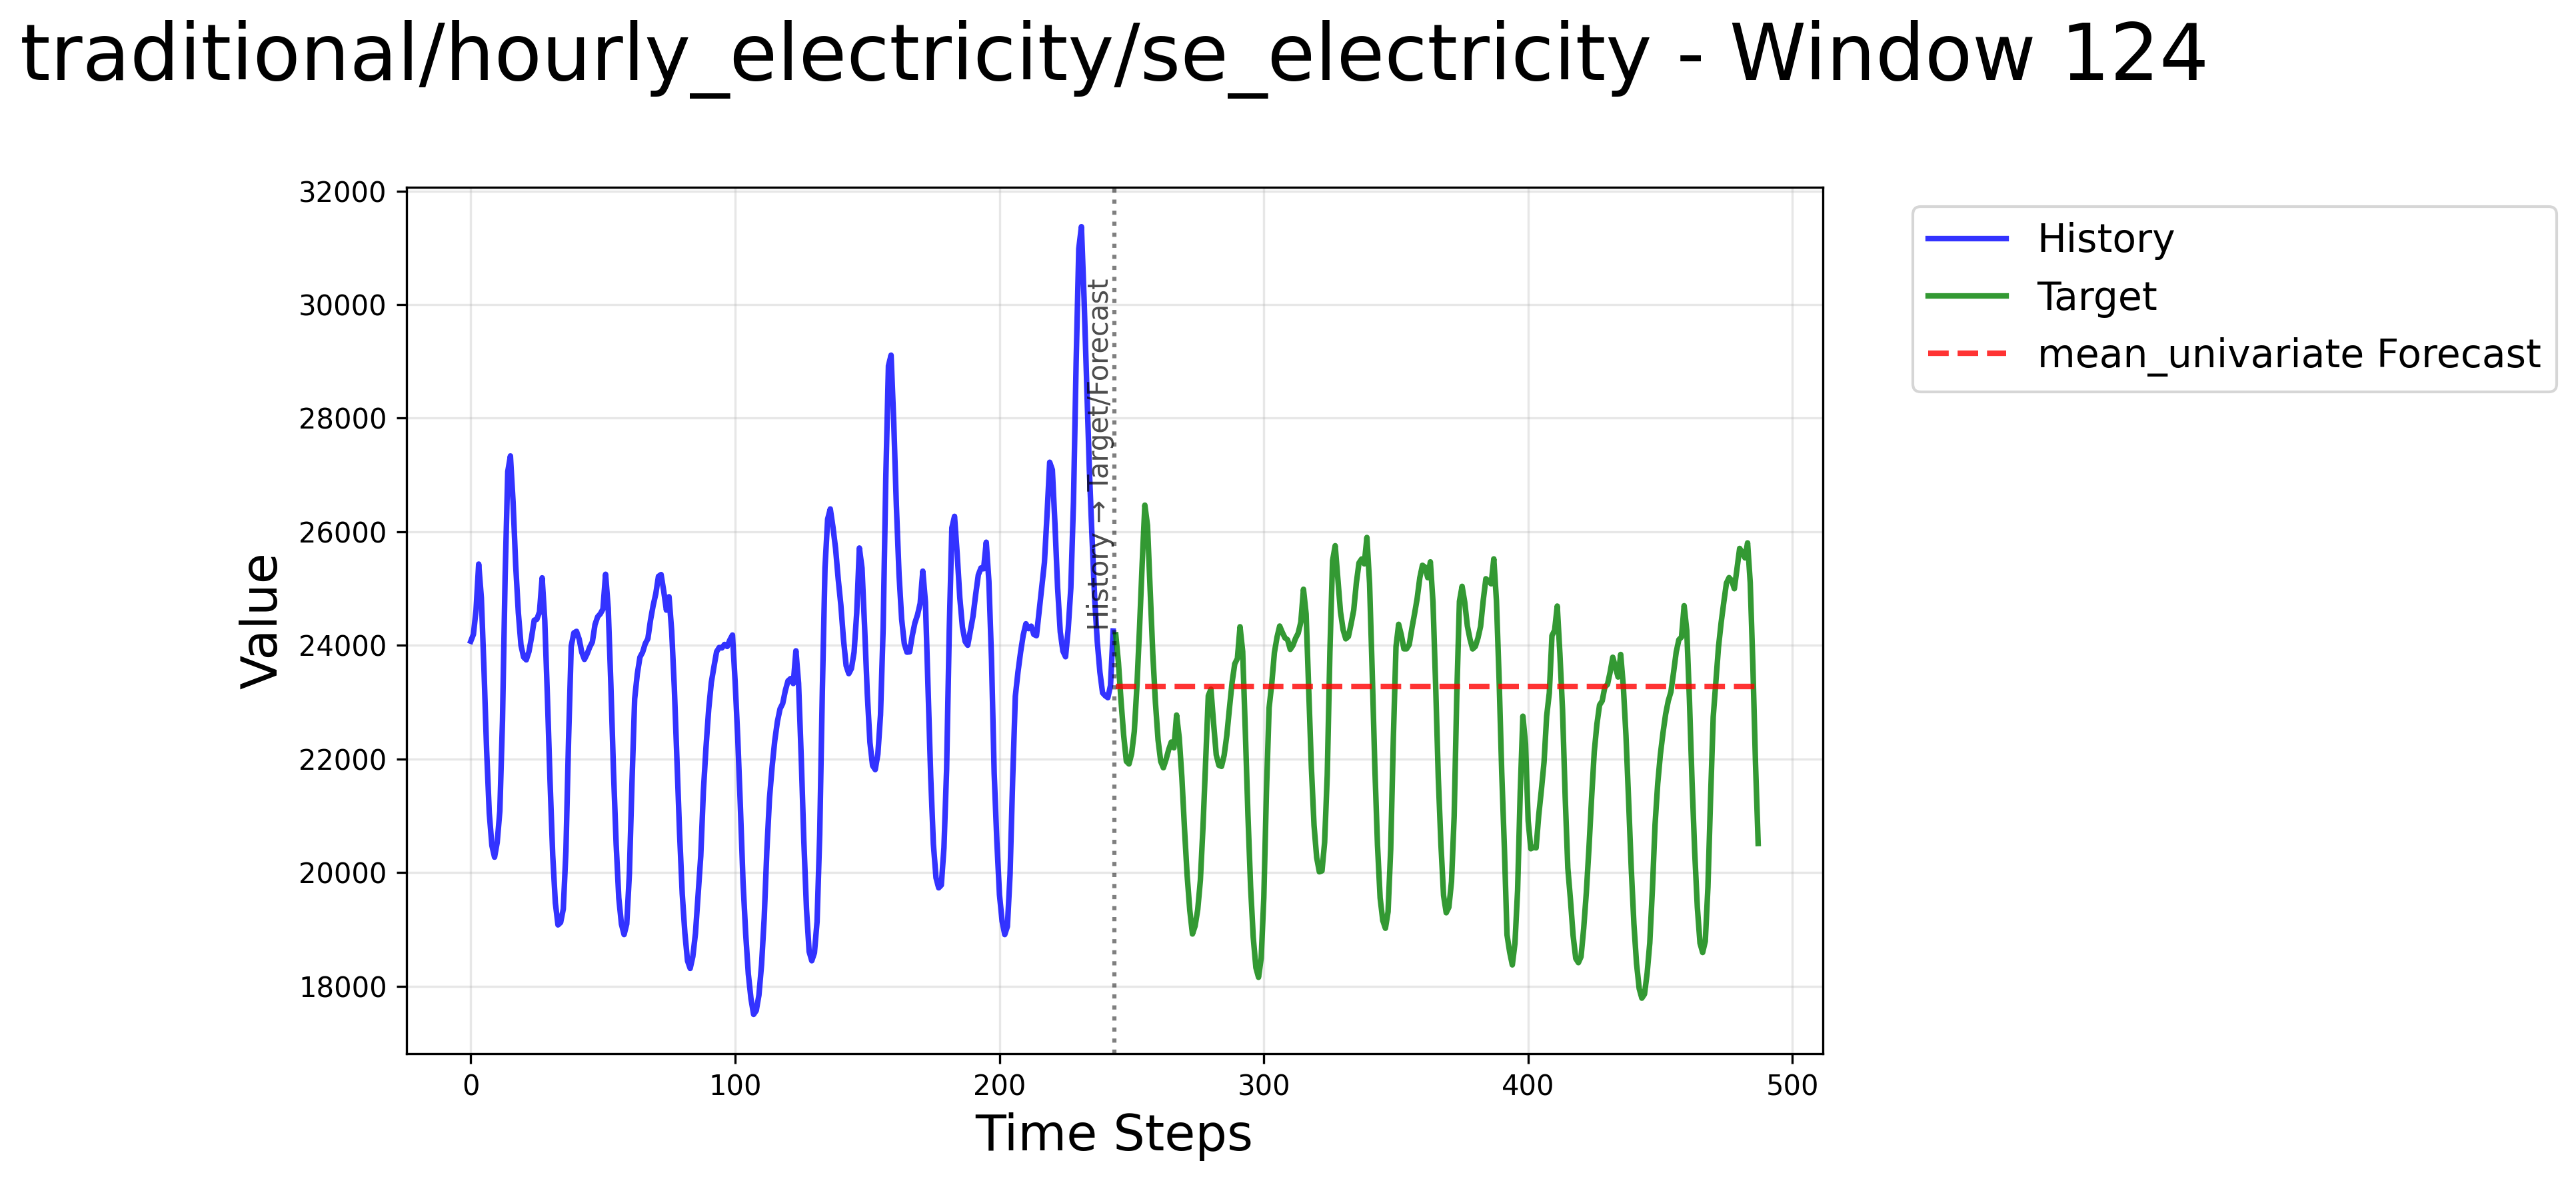 traditional/hourly_electricity/se_electricity - Window 124
32000
30000
28000
26000
24000
22000
20000
18000
Value
History → Target/Forecast
0
100
200
300
400
500
Time Steps
History
Target
mean_univariate Forecast